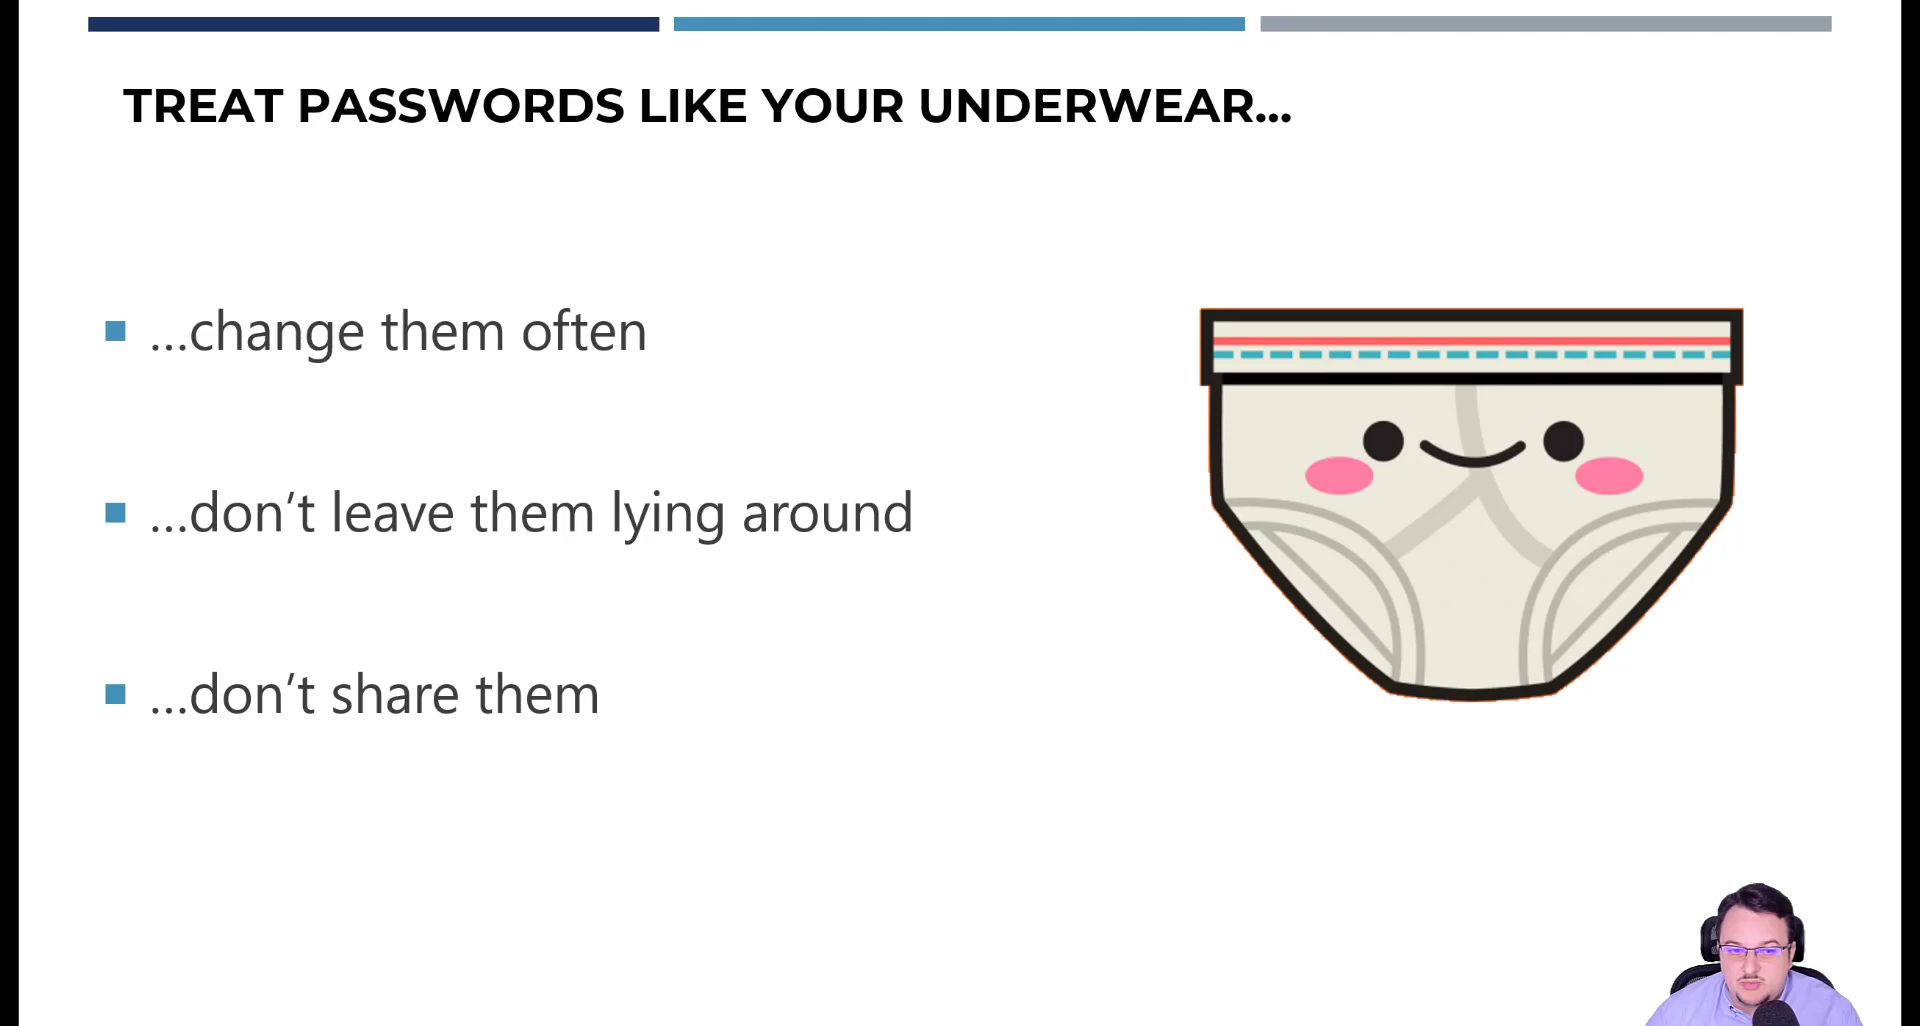 TREAT PASSWORDS LIKE YOUR UNDERWEAR...
...change them often
...don’t leave them lying around
...don’t share them